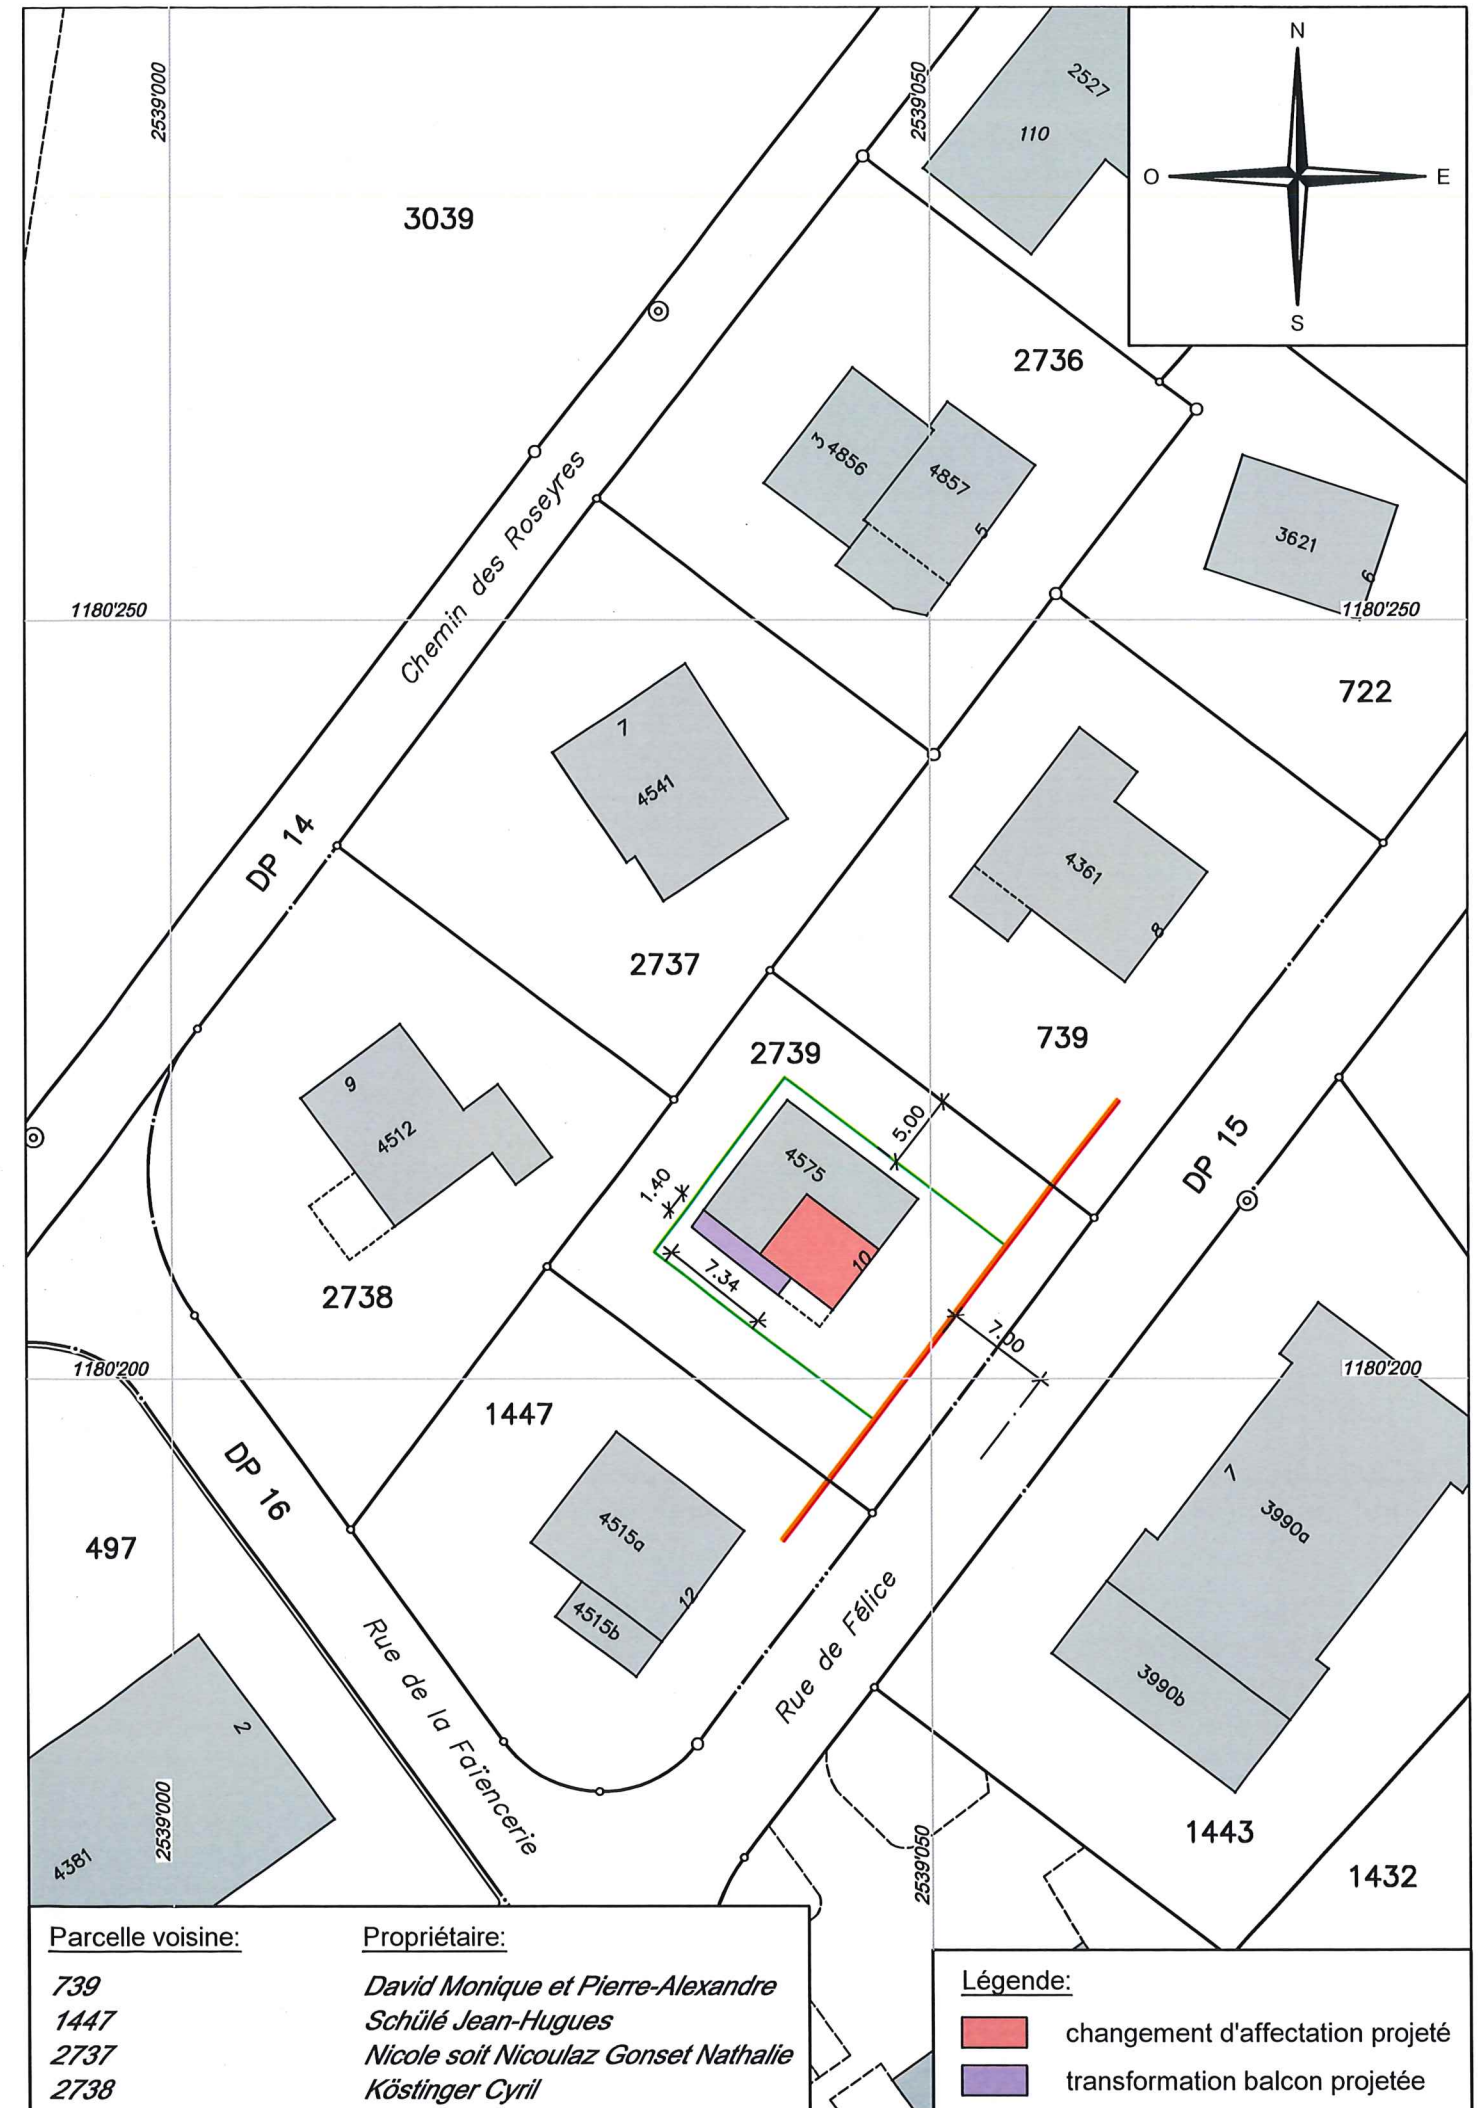 N
O E
S
2539'000
2539'050
2527
110
3039
2736
3 4856
4857
5
3621
6
Chemin des Roseyres
1180'250
1180'250
722
7
4541
DP 14
4361
8
2737
739
2739
9
4512
5.00
4575
1.40
10
7.34
DP 15
2738
7.00
1180'200
1180'200
1447
DP 16
497
4515a
12
4515b
7
3990a
3990b
Rue de Félice
Rue de la Faïencerie
2
4381
2539'000
2539'050
1443
1432
Parcelle voisine: Propriétaire:
739 David Monique et Pierre-Alexandre
1447 Schülé Jean-Hugues
2737 Nicole soit Nicoulaz Gonset Nathalie
2738 Köstinger Cyril
Légende:
changement d'affectation projeté
transformation balcon projetée